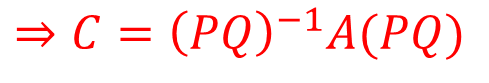 ⇒ 𝐶 = (𝑃𝑄)⁻¹𝐴(𝑃𝑄)